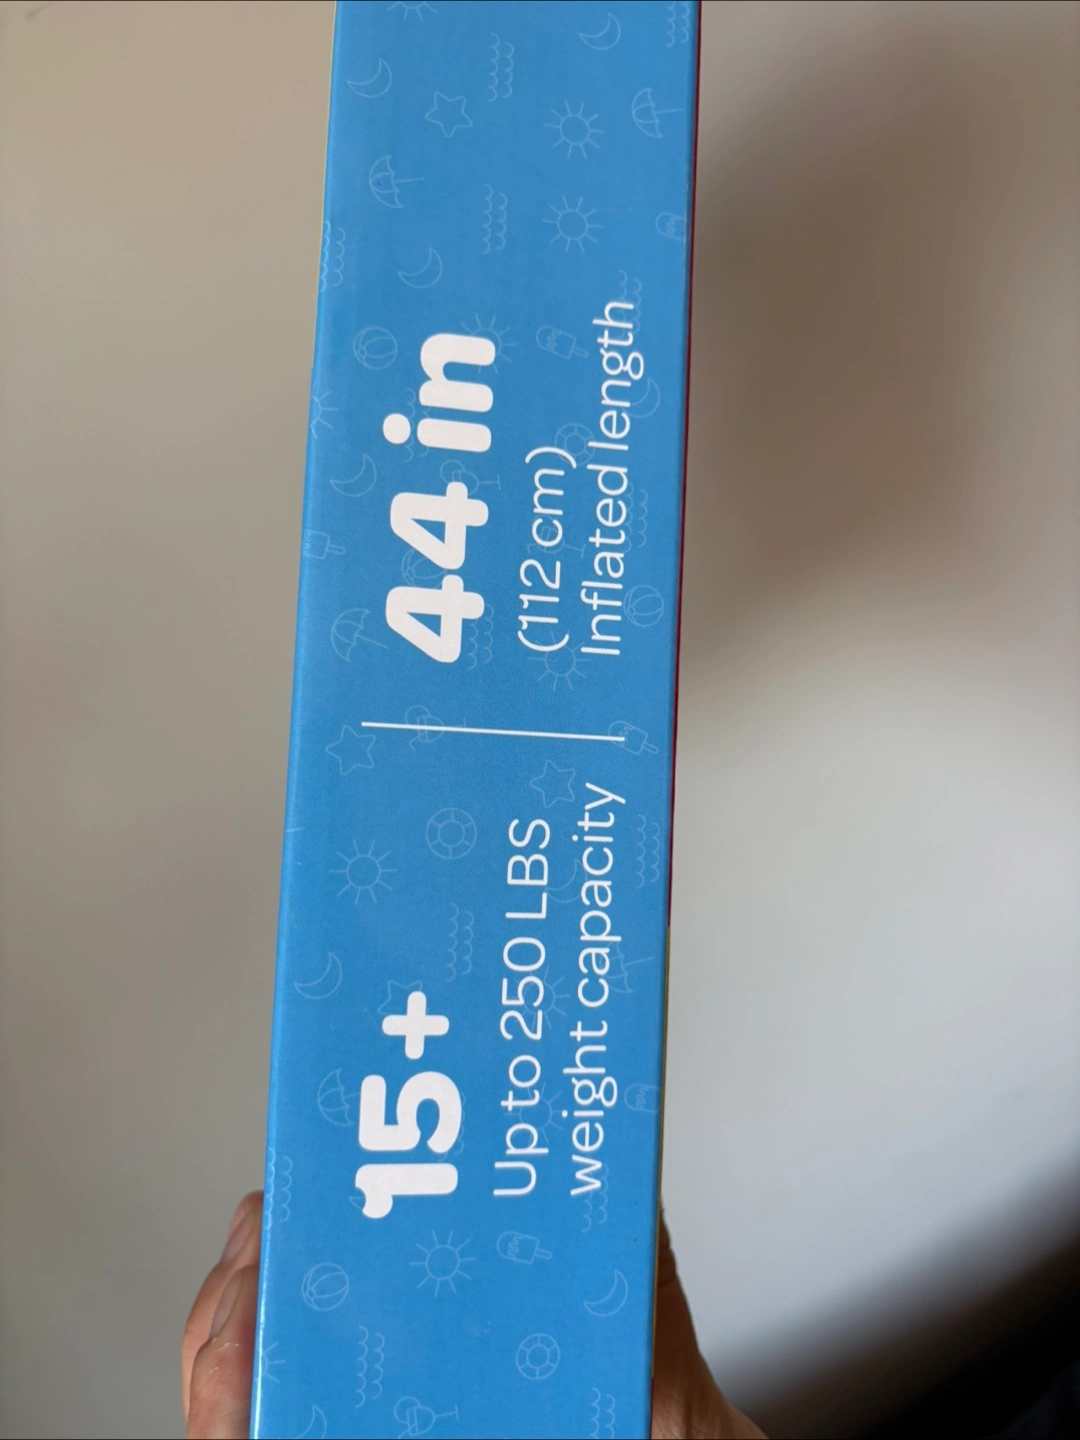 15+
Up to 250 LBS
weight capacity
44 in
(112 cm)
Inflated length